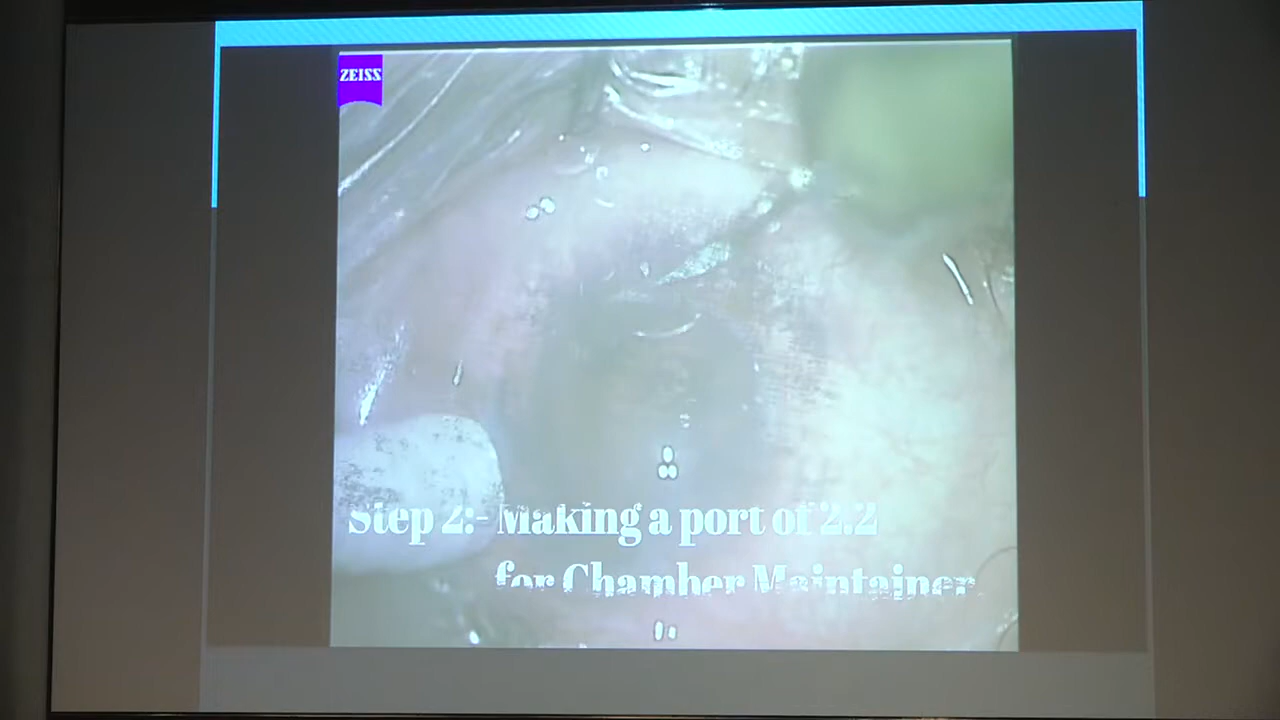 ZEISS
Step 2:- Making a port of 2.2
for Chamber Maintainer